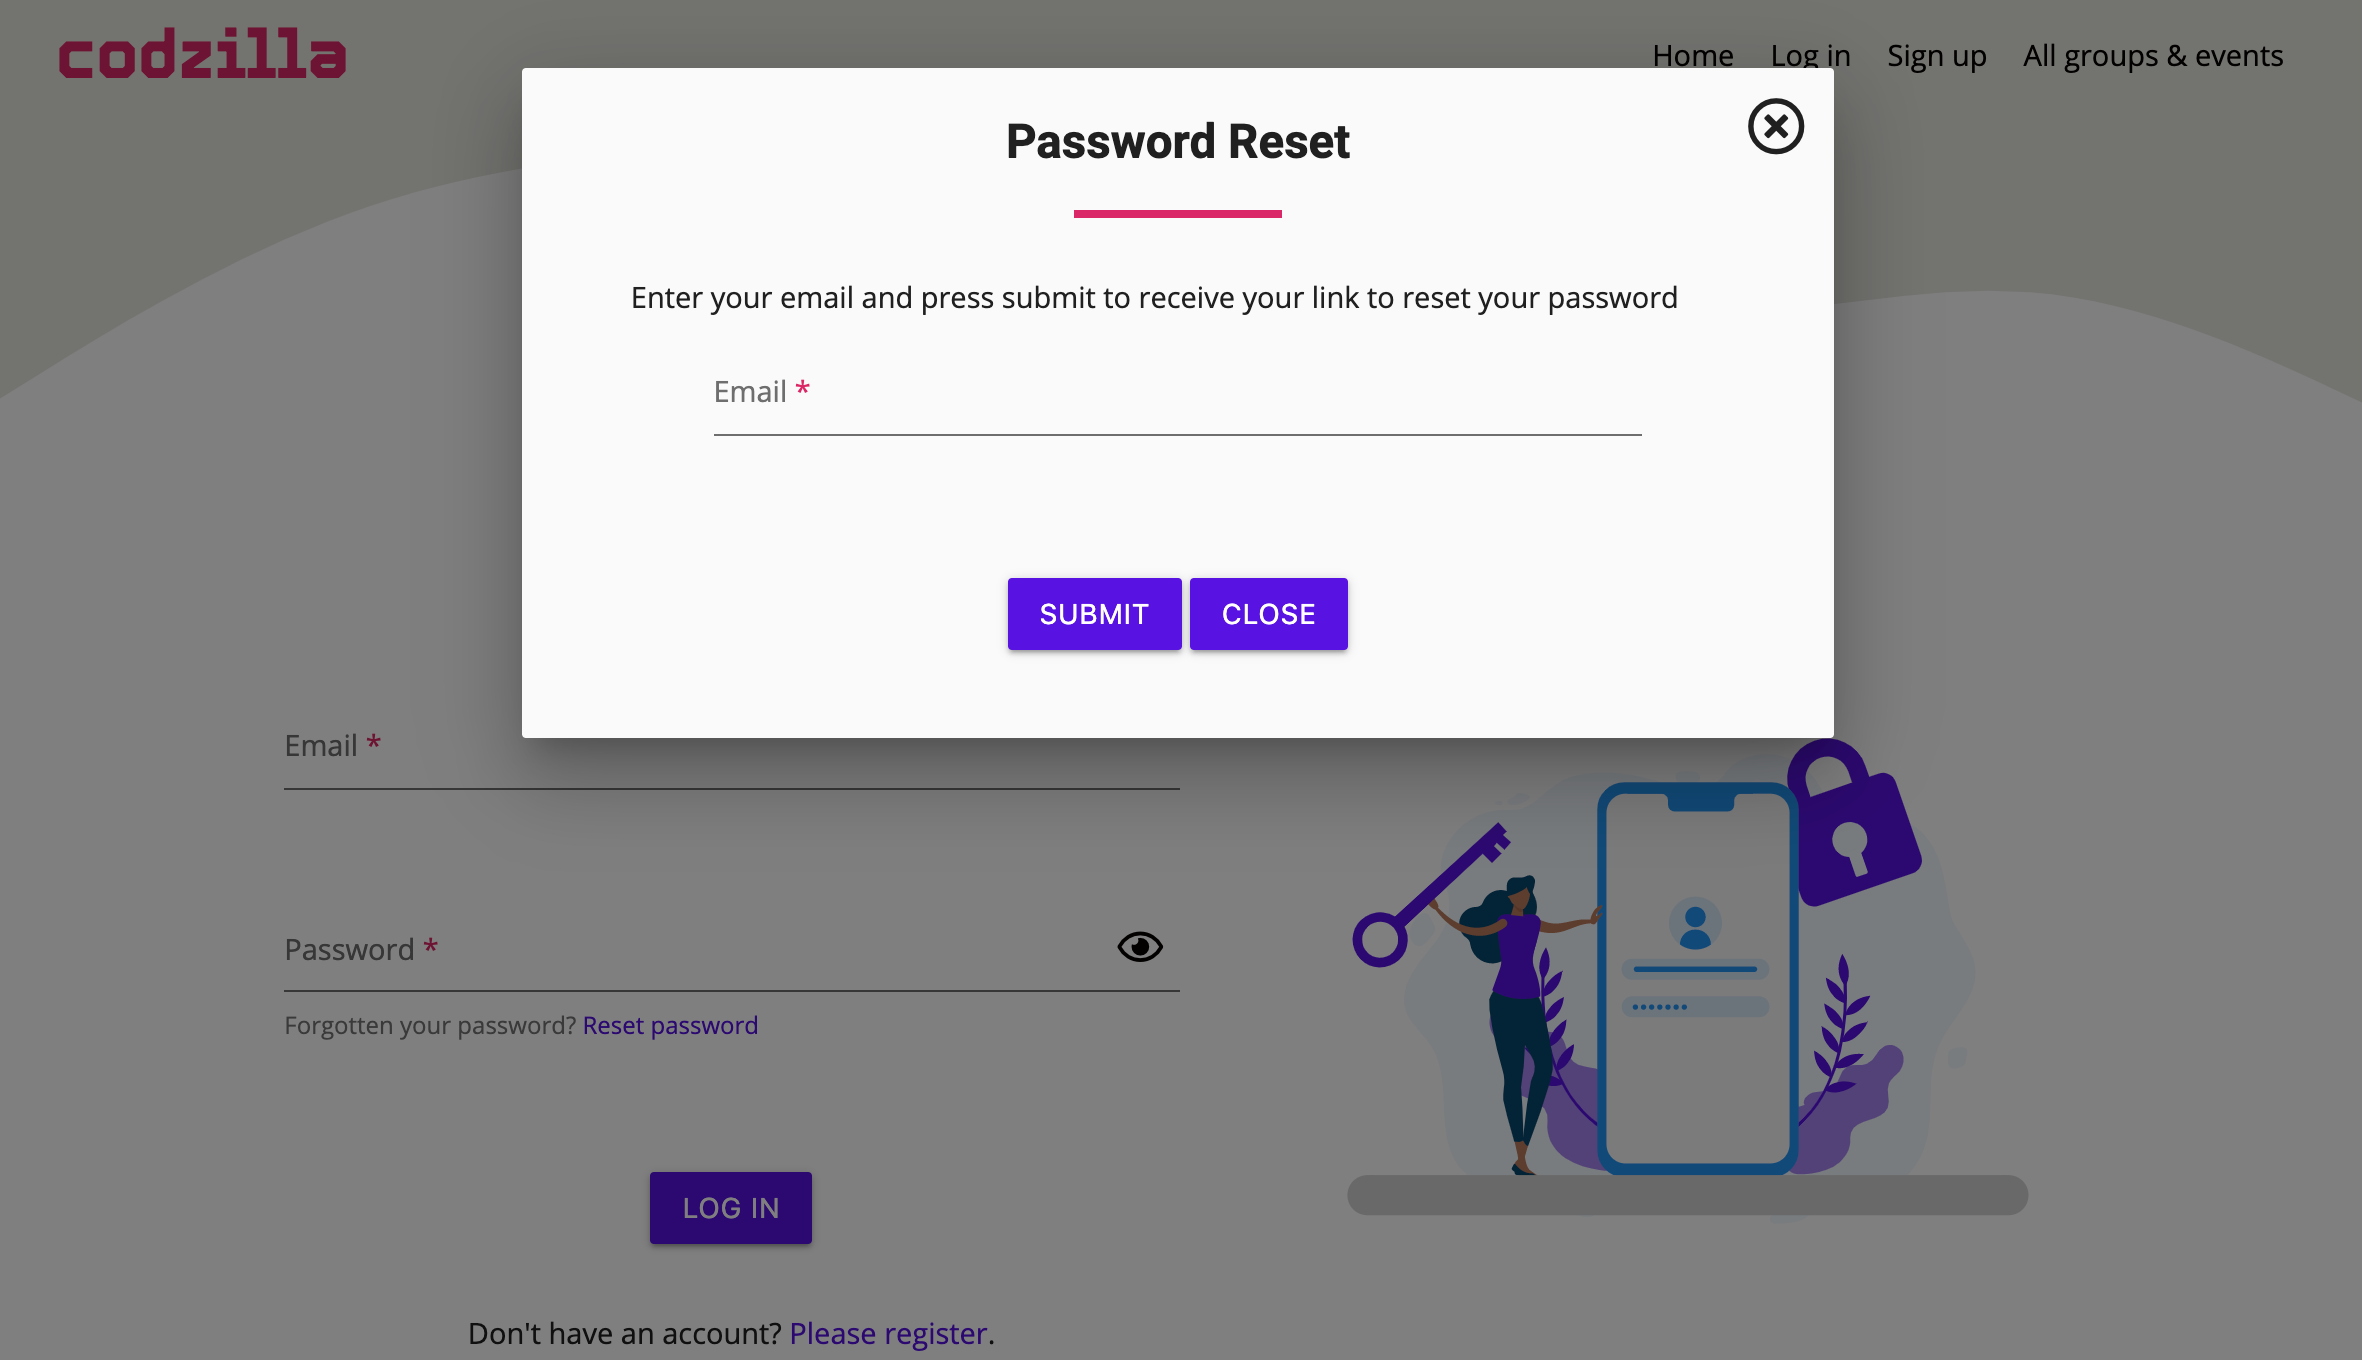 codzilla
Home Log in Sign up All groups & events
Password Reset
Enter your email and press submit to receive your link to reset your password
Email *
SUBMIT CLOSE
Email *
Password *
Forgotten your password? Reset password
LOG IN
Don't have an account? Please register.